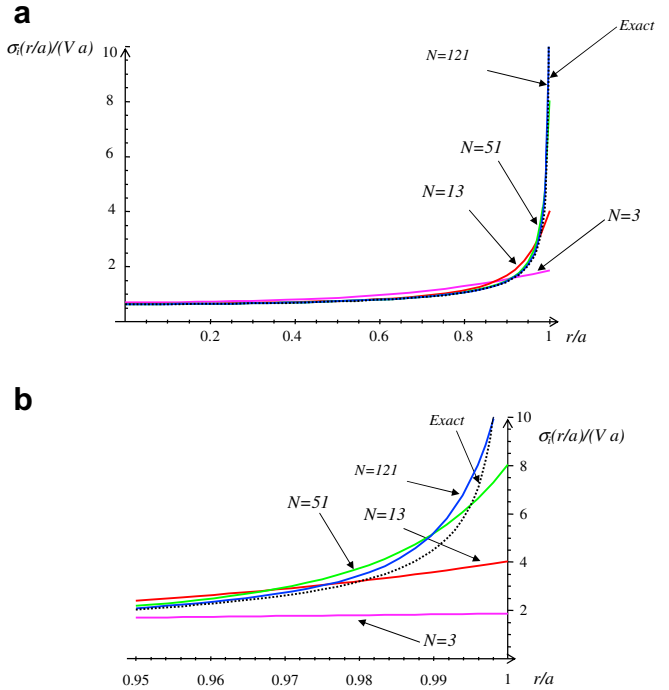 a
σᵢ(r/a)/(V a)
10
8
6
4
2
0.2 0.4 0.6 0.8 1 r/a
Exact
N=121
N=51
N=13
N=3
b
10
8
6
4
2
σᵢ(r/a)/(V a)
Exact
N=121
N=51
N=13
N=3
0.95 0.96 0.97 0.98 0.99 1 r/a